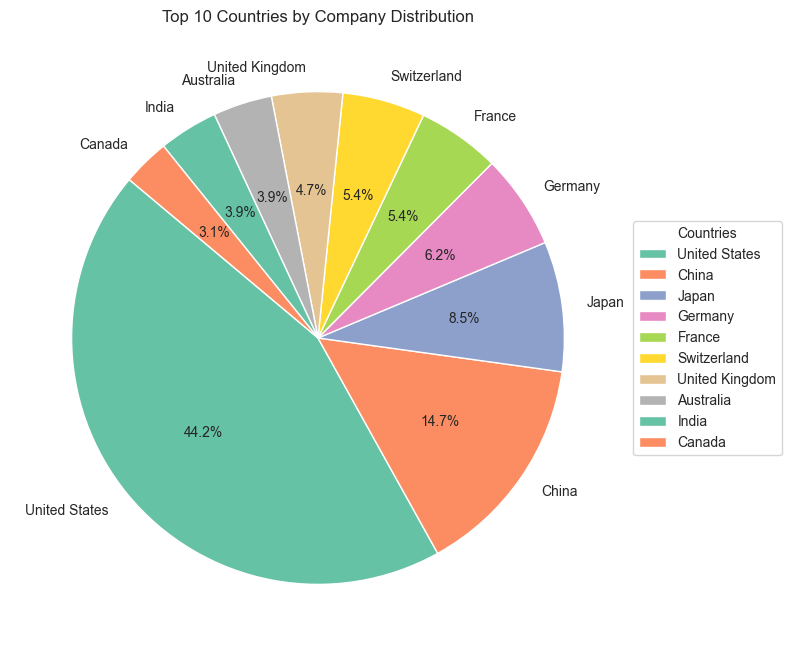 Top 10 Countries by Company Distribution
United Kingdom
Switzerland
Australia
India
France
Canada
Germany
Japan
China
United States
3.1%
3.9%
3.9%
4.7%
5.4%
5.4%
6.2%
8.5%
14.7%
44.2%
Countries
United States
China
Japan
Germany
France
Switzerland
United Kingdom
Australia
India
Canada